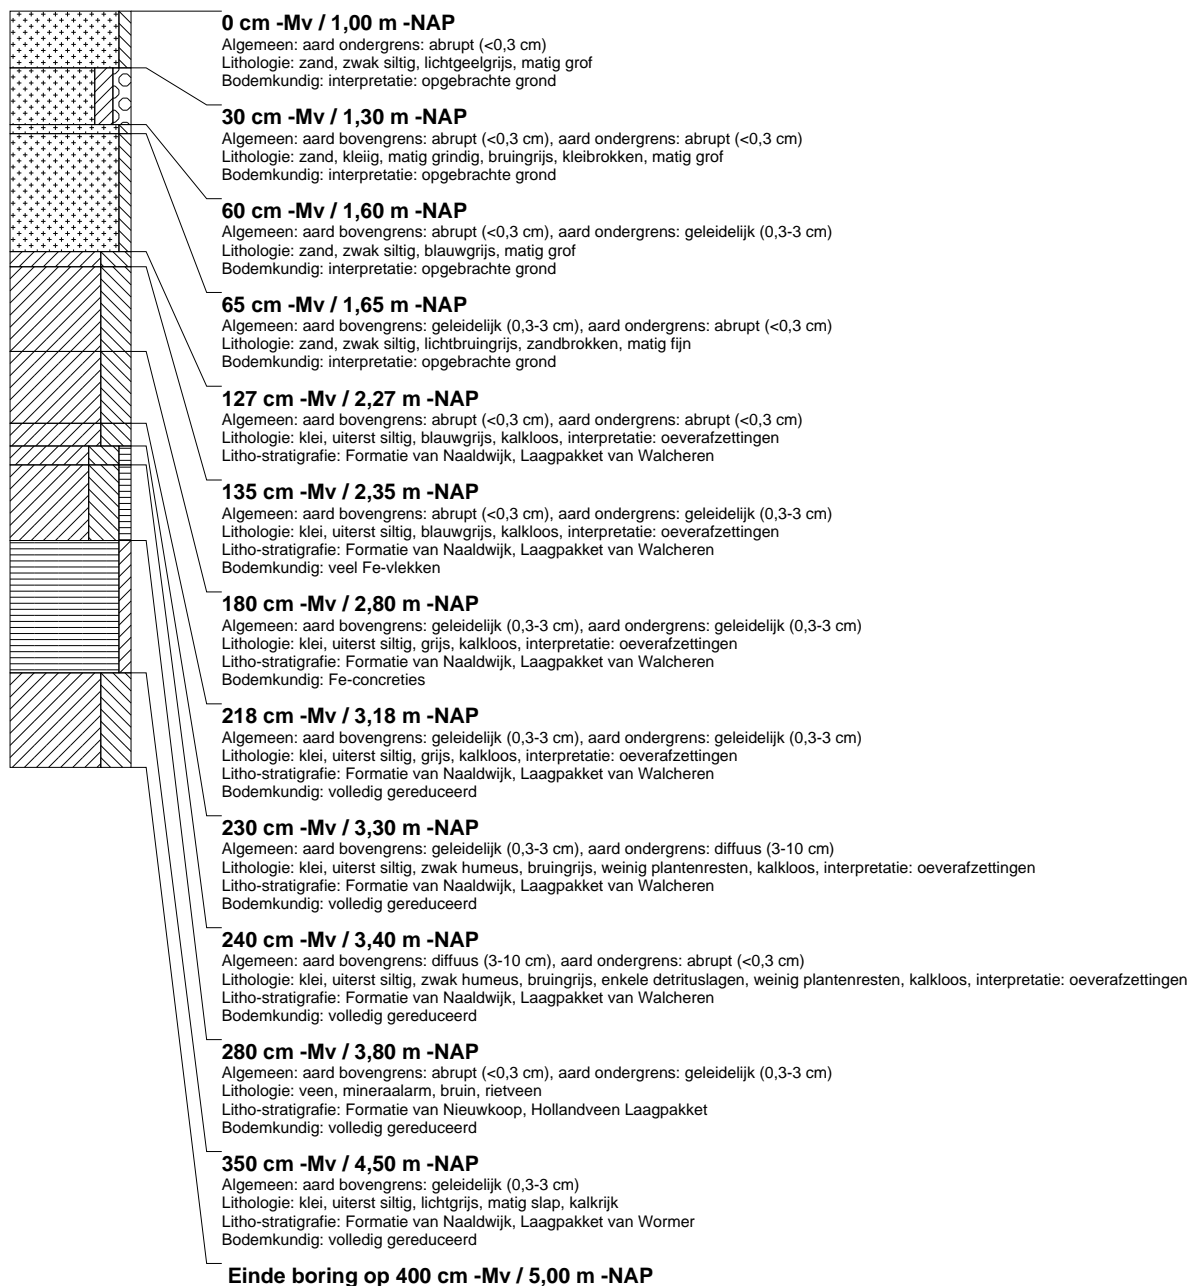 0 cm -Mv / 1,00 m -NAP
Algemeen: aard ondergrens: abrupt (<0,3 cm)
Lithologie: zand, zwak siltig, lichtgeelgrijs, matig grof
Bodemkundig: interpretatie: opgebrachte grond
30 cm -Mv / 1,30 m -NAP
Algemeen: aard bovengrens: abrupt (<0,3 cm), aard ondergrens: abrupt (<0,3 cm)
Lithologie: zand, kleiig, matig grindig, bruingrijs, kleibrokken, matig grof
Bodemkundig: interpretatie: opgebrachte grond
60 cm -Mv / 1,60 m -NAP
Algemeen: aard bovengrens: abrupt (<0,3 cm), aard ondergrens: geleidelijk (0,3-3 cm)
Lithologie: zand, zwak siltig, blauwgrijs, matig grof
Bodemkundig: interpretatie: opgebrachte grond
65 cm -Mv / 1,65 m -NAP
Algemeen: aard bovengrens: geleidelijk (0,3-3 cm), aard ondergrens: abrupt (<0,3 cm)
Lithologie: zand, zwak siltig, lichtbruingrijs, zandbrokken, matig fijn
Bodemkundig: interpretatie: opgebrachte grond
127 cm -Mv / 2,27 m -NAP
Algemeen: aard bovengrens: abrupt (<0,3 cm), aard ondergrens: abrupt (<0,3 cm)
Lithologie: klei, uiterst siltig, blauwgrijs, kalkloos, interpretatie: oeverafzettingen
Litho-stratigrafie: Formatie van Naaldwijk, Laagpakket van Walcheren
135 cm -Mv / 2,35 m -NAP
Algemeen: aard bovengrens: abrupt (<0,3 cm), aard ondergrens: geleidelijk (0,3-3 cm)
Lithologie: klei, uiterst siltig, blauwgrijs, kalkloos, interpretatie: oeverafzettingen
Litho-stratigrafie: Formatie van Naaldwijk, Laagpakket van Walcheren
Bodemkundig: veel Fe-vlekken
180 cm -Mv / 2,80 m -NAP
Algemeen: aard bovengrens: geleidelijk (0,3-3 cm), aard ondergrens: geleidelijk (0,3-3 cm)
Lithologie: klei, uiterst siltig, grijs, kalkloos, interpretatie: oeverafzettingen
Litho-stratigrafie: Formatie van Naaldwijk, Laagpakket van Walcheren
Bodemkundig: Fe-concreties
218 cm -Mv / 3,18 m -NAP
Algemeen: aard bovengrens: geleidelijk (0,3-3 cm), aard ondergrens: geleidelijk (0,3-3 cm)
Lithologie: klei, uiterst siltig, grijs, kalkloos, interpretatie: oeverafzettingen
Litho-stratigrafie: Formatie van Naaldwijk, Laagpakket van Walcheren
Bodemkundig: volledig gereduceerd
230 cm -Mv / 3,30 m -NAP
Algemeen: aard bovengrens: geleidelijk (0,3-3 cm), aard ondergrens: diffuus (3-10 cm)
Lithologie: klei, uiterst siltig, zwak humeus, bruingrijs, weinig plantenresten, kalkloos, interpretatie: oeverafzettingen
Litho-stratigrafie: Formatie van Naaldwijk, Laagpakket van Walcheren
Bodemkundig: volledig gereduceerd
240 cm -Mv / 3,40 m -NAP
Algemeen: aard bovengrens: diffuus (3-10 cm), aard ondergrens: abrupt (<0,3 cm)
Lithologie: klei, uiterst siltig, zwak humeus, bruingrijs, enkele detrituslagen, weinig plantenresten, kalkloos, interpretatie: oeverafzettingen
Litho-stratigrafie: Formatie van Naaldwijk, Laagpakket van Walcheren
Bodemkundig: volledig gereduceerd
280 cm -Mv / 3,80 m -NAP
Algemeen: aard bovengrens: abrupt (<0,3 cm), aard ondergrens: geleidelijk (0,3-3 cm)
Lithologie: veen, mineraalarm, bruin, rietveen
Litho-stratigrafie: Formatie van Nieuwkoop, Hollandveen Laagpakket
Bodemkundig: volledig gereduceerd
350 cm -Mv / 4,50 m -NAP
Algemeen: aard bovengrens: geleidelijk (0,3-3 cm)
Lithologie: klei, uiterst siltig, lichtgrijs, matig slap, kalkrijk
Litho-stratigrafie: Formatie van Naaldwijk, Laagpakket van Wormer
Bodemkundig: volledig gereduceerd
Einde boring op 400 cm -Mv / 5,00 m -NAP